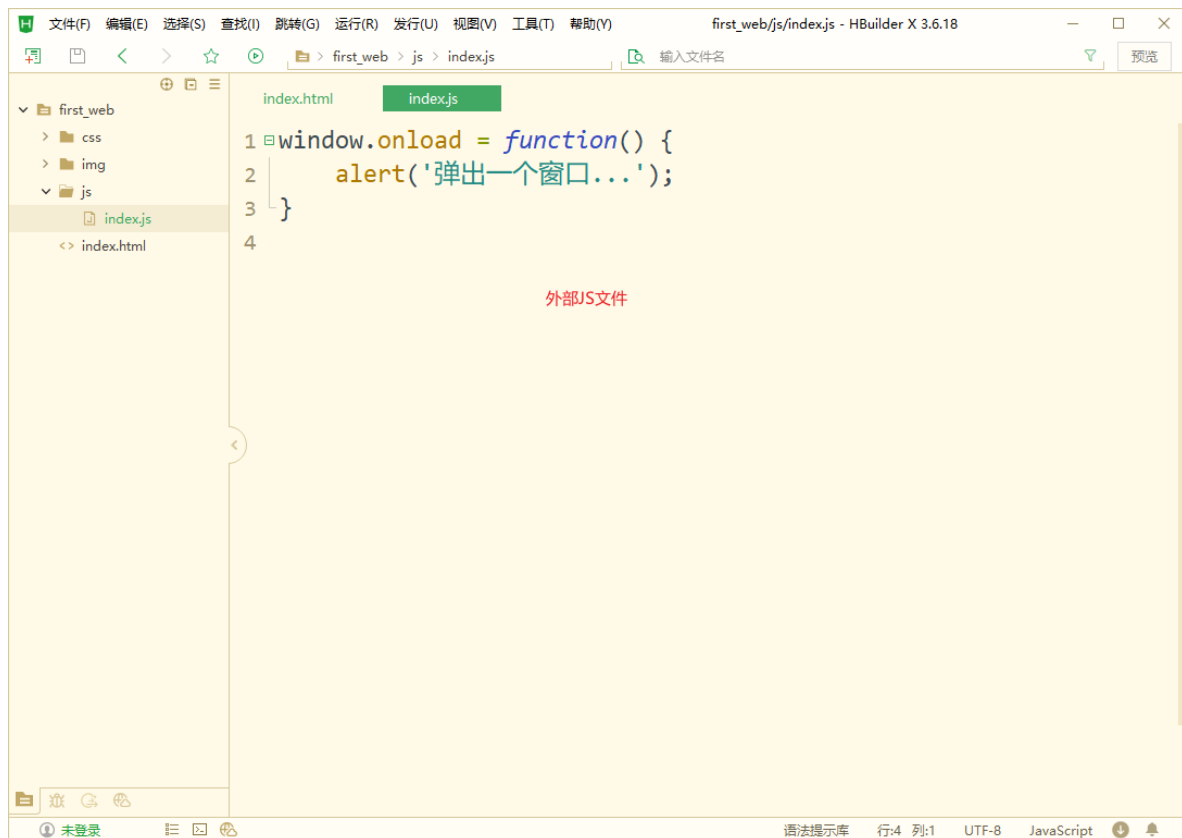 文件(F) 编辑(E) 选择(S) 查找(I) 跳转(G) 运行(R) 发行(U) 视图(V) 工具(T) 帮助(Y) first_web/js/index.js - HBuilder X 3.6.18
first_web js index.js 输入文件名 预览
first_web
css
img
js
index.js
index.html
index.html index.js
1 window.onload = function() {
2 alert('弹出一个窗口...');
3 }
4
外部JS文件
未登录 语法提示库 行:4 列:1 UTF-8 JavaScript